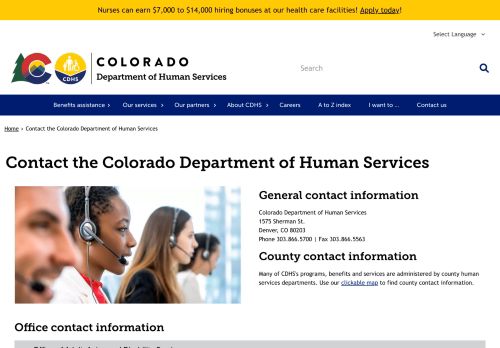 Nurses can earn $7,000 to $14,000 hiring bonuses at our health care facilities! Apply today!
Select Language
COLORADO
Department of Human Services
CDHS
Search
Benefits assistance
Our services
Our partners
About CDHS
Careers
A to Z index
I want to ...
Contact us
Home › Contact the Colorado Department of Human Services
Contact the Colorado Department of Human Services
General contact information
Colorado Department of Human Services
1575 Sherman St.
Denver, CO 80203
Phone 303.866.5700 | Fax 303.866.5563
County contact information
Many of CDHS's programs, benefits and services are administered by county human
services departments. Use our clickable map to find county contact information.
Office contact information